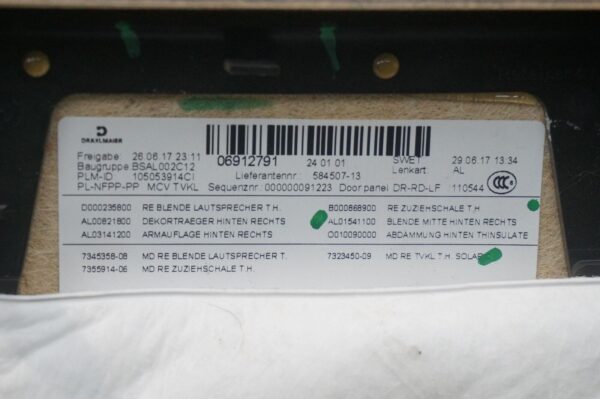 DRAXLMAIER
Freigabe: 26.06.17 23:11 06912791 24 01 01 SWET 29.06.17 13:34
Baugruppe: BSAL002C12 Lieferantennr.: 584507-13 Lenkart: AL
PLM-ID 105053914CI
PL-NFPP-PP MCV TVKL Sequenznr. 000000091223 Door panel DR-RD-LF 110544
D000235800 RE BLENDE LAUTSPRECHER T.H. B000868900 RE ZUZIEHSCHALE T.H
AL00821800 DEKORTRAEGER HINTEN RECHTS AL01541100 BLENDE MITTE HINTEN RECHTS
AL03141200 ARMAUFLAGE HINTEN RECHTS O010090000 ABDAMMUNG HINTEN THINSULATE
7345358-08 MD RE BLENDE LAUTSPRECHER T. 7323450-09 MD RE TVKL T.H. SOLAR
7355914-06 MD RE ZUZIEHSCHALE T.H.